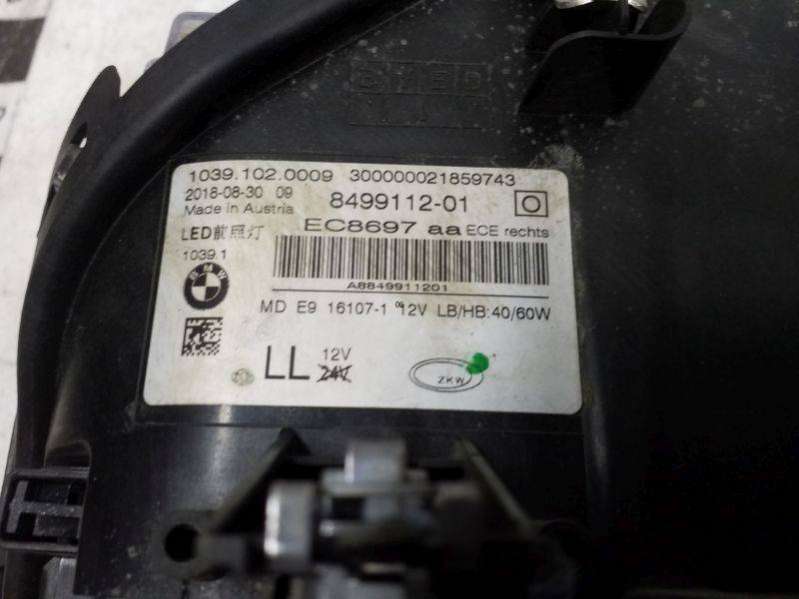 1039.102.0009 300000021859743
2018-08-30 09 8499112-01
Made in Austria
EC8697 aa ECE rechts
LED前照灯
1039 1
A8849911201
BMW
MD E9 16107-1 12V LB/HB:40/60W
LL 12V
24V
ZKW